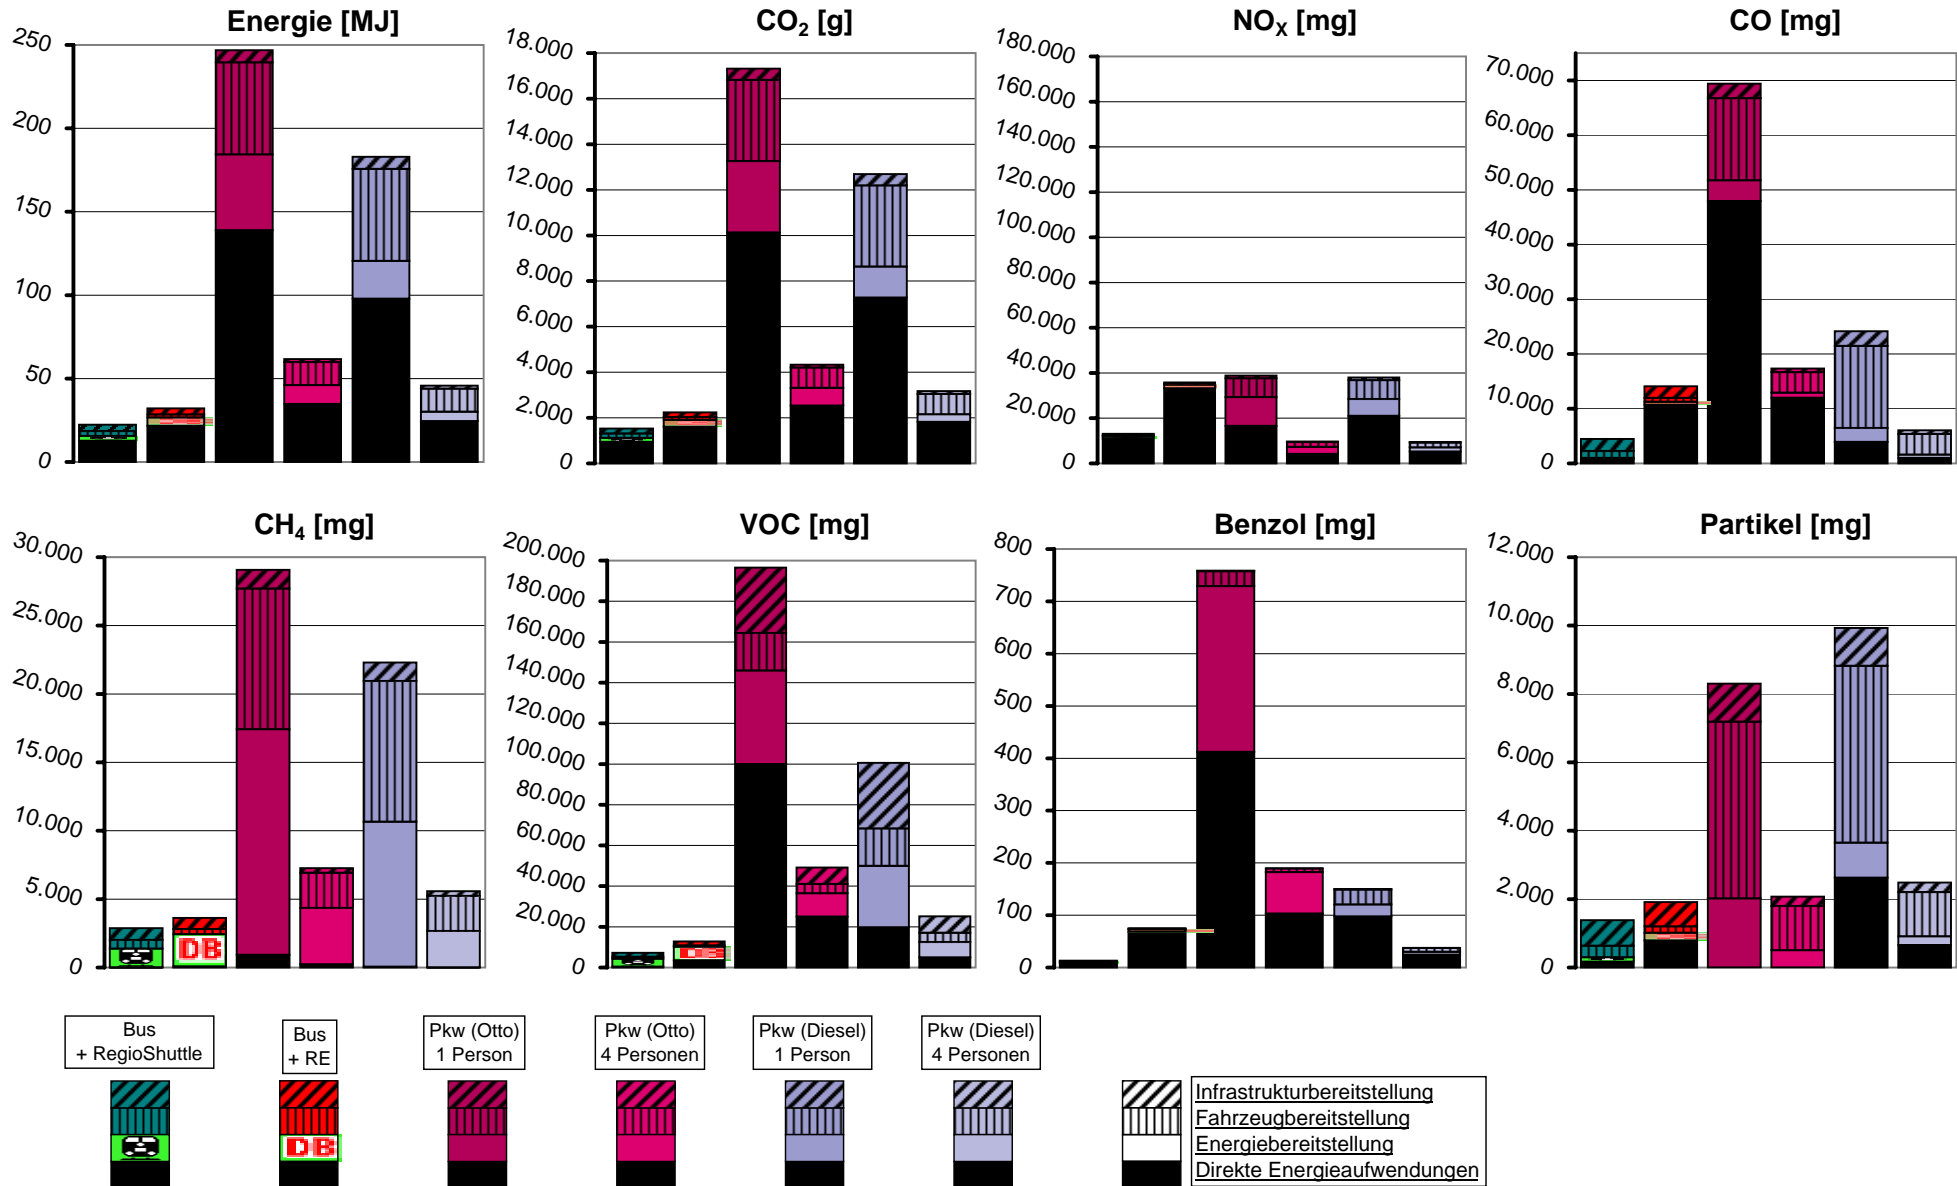 Energie [MJ]
250
200
150
100
50
0
CO₂ [g]
18.000
16.000
14.000
12.000
10.000
8.000
6.000
4.000
2.000
0
NOX [mg]
180.000
160.000
140.000
120.000
100.000
80.000
60.000
40.000
20.000
0
CO [mg]
70.000
60.000
50.000
40.000
30.000
20.000
10.000
0
CH₄ [mg]
30.000
25.000
20.000
15.000
10.000
5.000
0
DB
VOC [mg]
200.000
180.000
160.000
140.000
120.000
100.000
80.000
60.000
40.000
20.000
0
DB
Benzol [mg]
800
700
600
500
400
300
200
100
0
Partikel [mg]
12.000
10.000
8.000
6.000
4.000
2.000
0
Bus
+ RegioShuttle
Bus
+ RE
Pkw (Otto)
1 Person
Pkw (Otto)
4 Personen
Pkw (Diesel)
1 Person
Pkw (Diesel)
4 Personen
DB
Infrastrukturbereitstellung
Fahrzeugbereitstellung
Energiebereitstellung
Direkte Energieaufwendungen